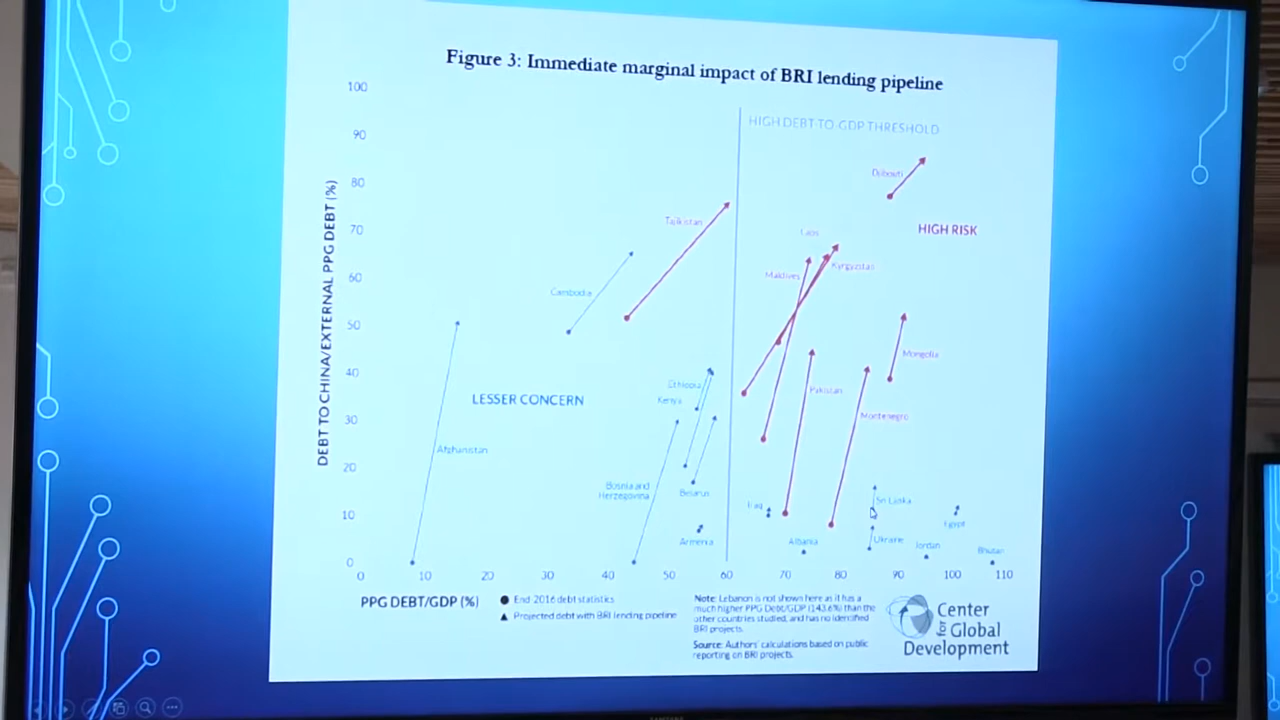 Figure 3: Immediate marginal impact of BRI lending pipeline
100
90
80
70
60
50
40
30
20
10
0
DEBT TO CHINA/EXTERNAL PPG DEBT (%)
HIGH DEBT-TO-GDP THRESHOLD
Djibouti
HIGH RISK
Tajikistan
Laos
Kyrgyzstan
Maldives
Cambodia
Mongolia
Ethiopia
Kenya
LESSER CONCERN
Pakistan
Montenegro
Afghanistan
Bosnia and
Herzegovina
Belarus
Iraq
Sri Lanka
Egypt
Armenia
Albania
Ukraine
Jordan
Bhutan
0 10 20 30 40 50 60 70 80 90 100 110
PPG DEBT/GDP (%)
End 2016 debt statistics
Projected debt with BRI lending pipeline
Note: Lebanon is not shown here as it has a
much higher PPG Debt/GDP (143.6%) than the
other countries studied, and has no identified
BRI projects.
Source: Authors' calculations based on public
reporting on BRI projects.
Center
for Global
Development
SAMSUNG